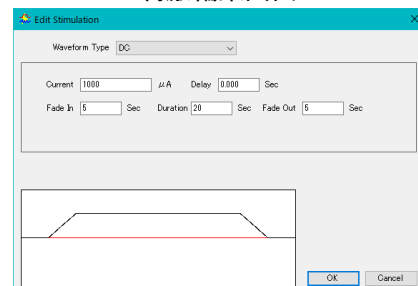 Edit Stimulation
Waveform Type DC
Current 1000 μA Delay 0.000 Sec
Fade In 5 Sec Duration 20 Sec Fade Out 5 Sec
OK Cancel